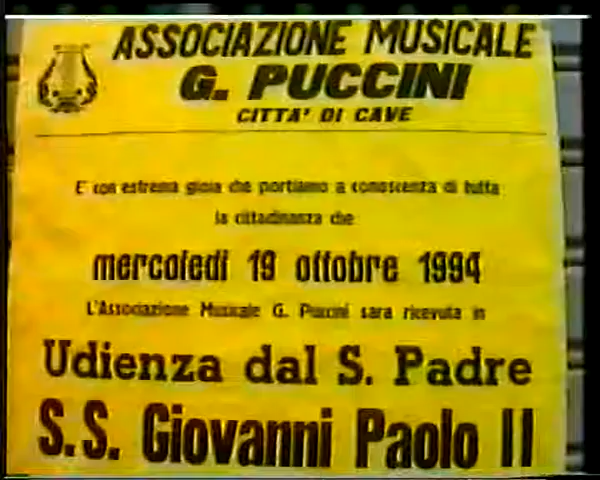 ASSOCIAZIONE MUSICALE
G. PUCCINI
CITTA' DI CAVE
E' con estrema gioia che portiamo a conoscenza di tutta
la cittadinanza che
mercoledì 19 ottobre 1994
L'Associazione Musicale G. Puccini sarà ricevuta in
Udienza dal S. Padre
S.S. Giovanni Paolo II